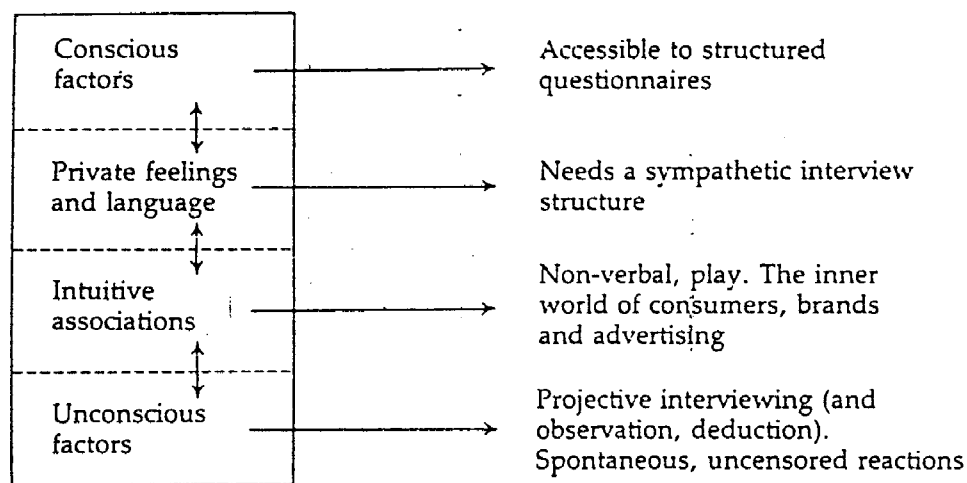 Conscious
factors
Accessible to structured
questionnaires
Private feelings
and language
Needs a sympathetic interview
structure
Intuitive
associations
Non-verbal, play. The inner
world of consumers, brands
and advertising
Unconscious
factors
Projective interviewing (and
observation, deduction).
Spontaneous, uncensored reactions